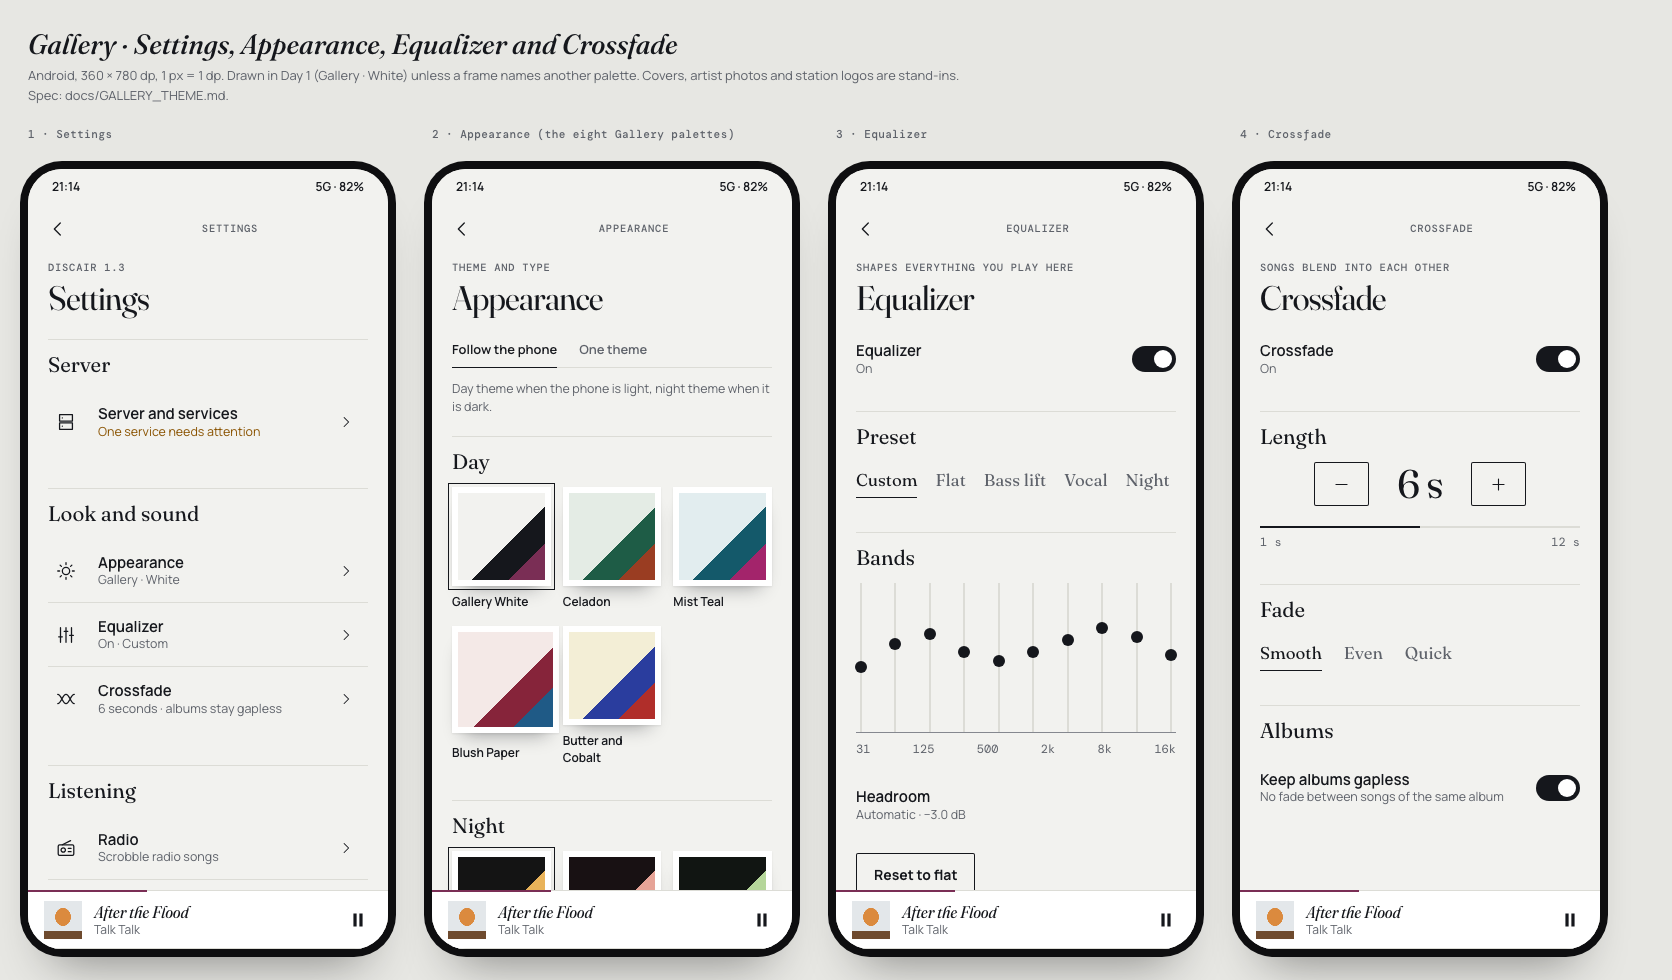 Gallery · Settings, Appearance, Equalizer and Crossfade
Android, 360 × 780 dp, 1 px = 1 dp. Drawn in Day 1 (Gallery · White) unless a frame names another palette. Covers, artist photos and station logos are stand-ins.
Spec: docs/GALLERY_THEME.md.
1 · Settings
21:14
5G · 82%
SETTINGS
DISCAIR 1.3
Settings
Server
Server and services
One service needs attention
Look and sound
Appearance
Gallery · White
Equalizer
On · Custom
Crossfade
6 seconds · albums stay gapless
Listening
Radio
Scrobble radio songs
After the Flood
Talk Talk
2 · Appearance (the eight Gallery palettes)
21:14
5G · 82%
APPEARANCE
THEME AND TYPE
Appearance
Follow the phone
One theme
Day theme when the phone is light, night theme when it
is dark.
Day
Gallery White
Celadon
Mist Teal
Blush Paper
Butter and
Cobalt
Night
After the Flood
Talk Talk
3 · Equalizer
21:14
5G · 82%
EQUALIZER
SHAPES EVERYTHING YOU PLAY HERE
Equalizer
Equalizer
On
Preset
Custom Flat Bass lift Vocal Night
Bands
31 125 500 2k 8k 16k
Headroom
Automatic · −3.0 dB
Reset to flat
After the Flood
Talk Talk
4 · Crossfade
21:14
5G · 82%
CROSSFADE
SONGS BLEND INTO EACH OTHER
Crossfade
Crossfade
On
Length
− 6 s +
1 s 12 s
Fade
Smooth Even Quick
Albums
Keep albums gapless
No fade between songs of the same album
After the Flood
Talk Talk